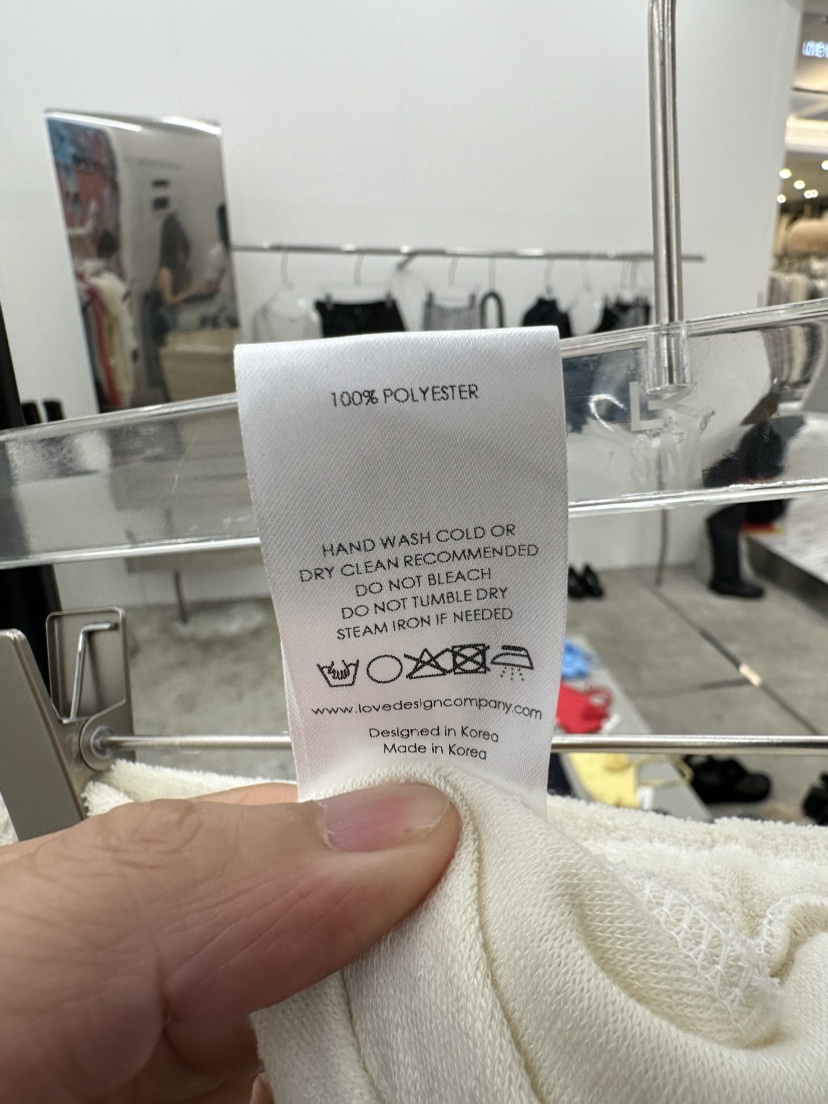 100% POLYESTER
HAND WASH COLD OR
DRY CLEAN RECOMMENDED
DO NOT BLEACH
DO NOT TUMBLE DRY
STEAM IRON IF NEEDED
www.lovedesigncompany.com
Designed in Korea
Made in Korea
L